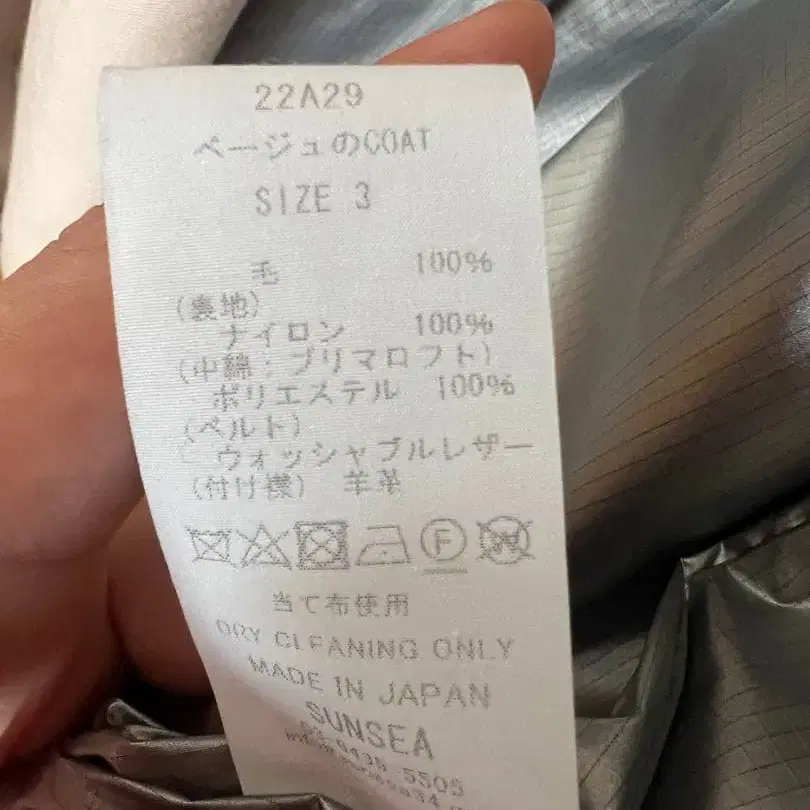 22A29
ベージュのCOAT
SIZE 3
毛 100%
(裏地)
ナイロン 100%
(中綿:プリマロフト)
ポリエステル 100%
(ベルト)
ウォッシャブルレザー
(付け襟) 羊革
F W
当て布使用
DRY CLEANING ONLY
MADE IN JAPAN
SUNSEA
5505